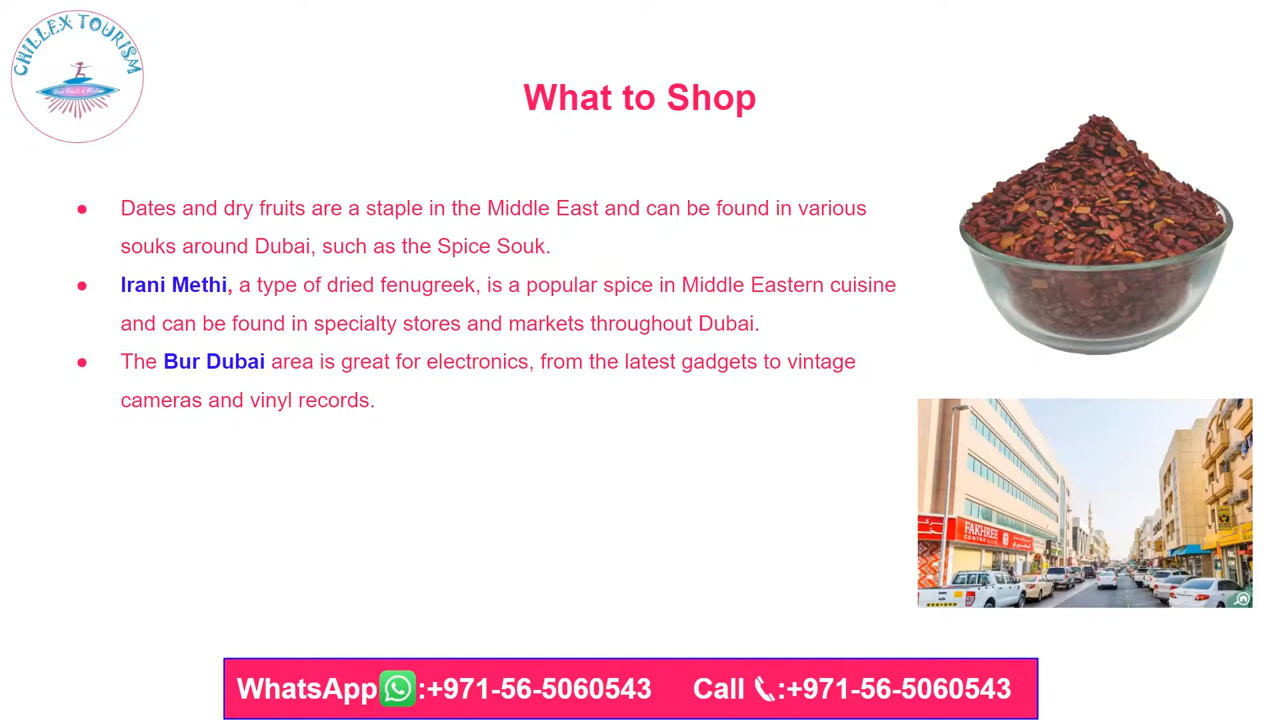 CHILLEX TOURISM
What to Shop
● Dates and dry fruits are a staple in the Middle East and can be found in various
souks around Dubai, such as the Spice Souk.
● Irani Methi, a type of dried fenugreek, is a popular spice in Middle Eastern cuisine
and can be found in specialty stores and markets throughout Dubai.
● The Bur Dubai area is great for electronics, from the latest gadgets to vintage
cameras and vinyl records.
FAKHREE
CENTRE L.L.C.
WhatsApp:+971-56-5060543 Call :+971-56-5060543